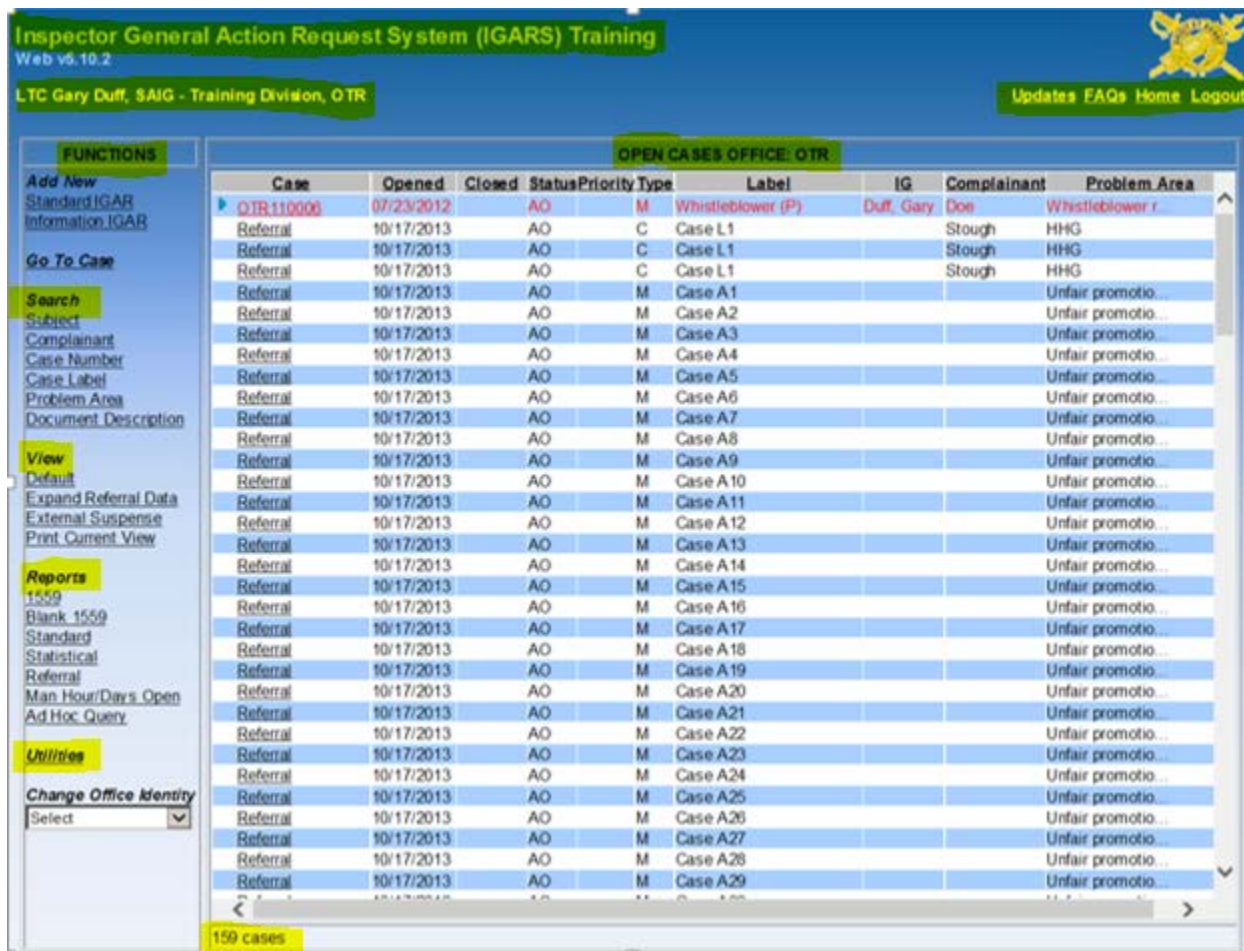 Inspector General Action Request System (IGARS) Training
Web v5.10.2
LTC Gary Duff, SAIG - Training Division, OTR
Updates FAQs Home Logout
FUNCTIONS
Add New
Standard IGAR
Information IGAR
Go To Case
Search
Subject
Complainant
Case Number
Case Label
Problem Area
Document Description
View
Default
Expand Referral Data
External Suspense
Print Current View
Reports
1559
Blank 1559
Standard
Statistical
Referral
Man Hour/Days Open
Ad Hoc Query
Utilities
Change Office Identity
Select
OPEN CASES OFFICE: OTR
Case Opened Closed Status Priority Type Label IG Complainant Problem Area
OTR110006 07/23/2012 AO M Whistleblower (P) Duff, Gary Doe Whistleblower r...
Referral 10/17/2013 AO C Case L1 Stough HHG
Referral 10/17/2013 AO C Case L1 Stough HHG
Referral 10/17/2013 AO C Case L1 Stough HHG
Referral 10/17/2013 AO M Case A1 Unfair promotio...
Referral 10/17/2013 AO M Case A2 Unfair promotio...
Referral 10/17/2013 AO M Case A3 Unfair promotio...
Referral 10/17/2013 AO M Case A4 Unfair promotio...
Referral 10/17/2013 AO M Case A5 Unfair promotio...
Referral 10/17/2013 AO M Case A6 Unfair promotio...
Referral 10/17/2013 AO M Case A7 Unfair promotio...
Referral 10/17/2013 AO M Case A8 Unfair promotio...
Referral 10/17/2013 AO M Case A9 Unfair promotio...
Referral 10/17/2013 AO M Case A10 Unfair promotio...
Referral 10/17/2013 AO M Case A11 Unfair promotio...
Referral 10/17/2013 AO M Case A12 Unfair promotio...
Referral 10/17/2013 AO M Case A13 Unfair promotio...
Referral 10/17/2013 AO M Case A14 Unfair promotio...
Referral 10/17/2013 AO M Case A15 Unfair promotio...
Referral 10/17/2013 AO M Case A16 Unfair promotio...
Referral 10/17/2013 AO M Case A17 Unfair promotio...
Referral 10/17/2013 AO M Case A18 Unfair promotio...
Referral 10/17/2013 AO M Case A19 Unfair promotio...
Referral 10/17/2013 AO M Case A20 Unfair promotio...
Referral 10/17/2013 AO M Case A21 Unfair promotio...
Referral 10/17/2013 AO M Case A22 Unfair promotio...
Referral 10/17/2013 AO M Case A23 Unfair promotio...
Referral 10/17/2013 AO M Case A24 Unfair promotio...
Referral 10/17/2013 AO M Case A25 Unfair promotio...
Referral 10/17/2013 AO M Case A26 Unfair promotio...
Referral 10/17/2013 AO M Case A27 Unfair promotio...
Referral 10/17/2013 AO M Case A28 Unfair promotio...
Referral 10/17/2013 AO M Case A29 Unfair promotio...
159 cases